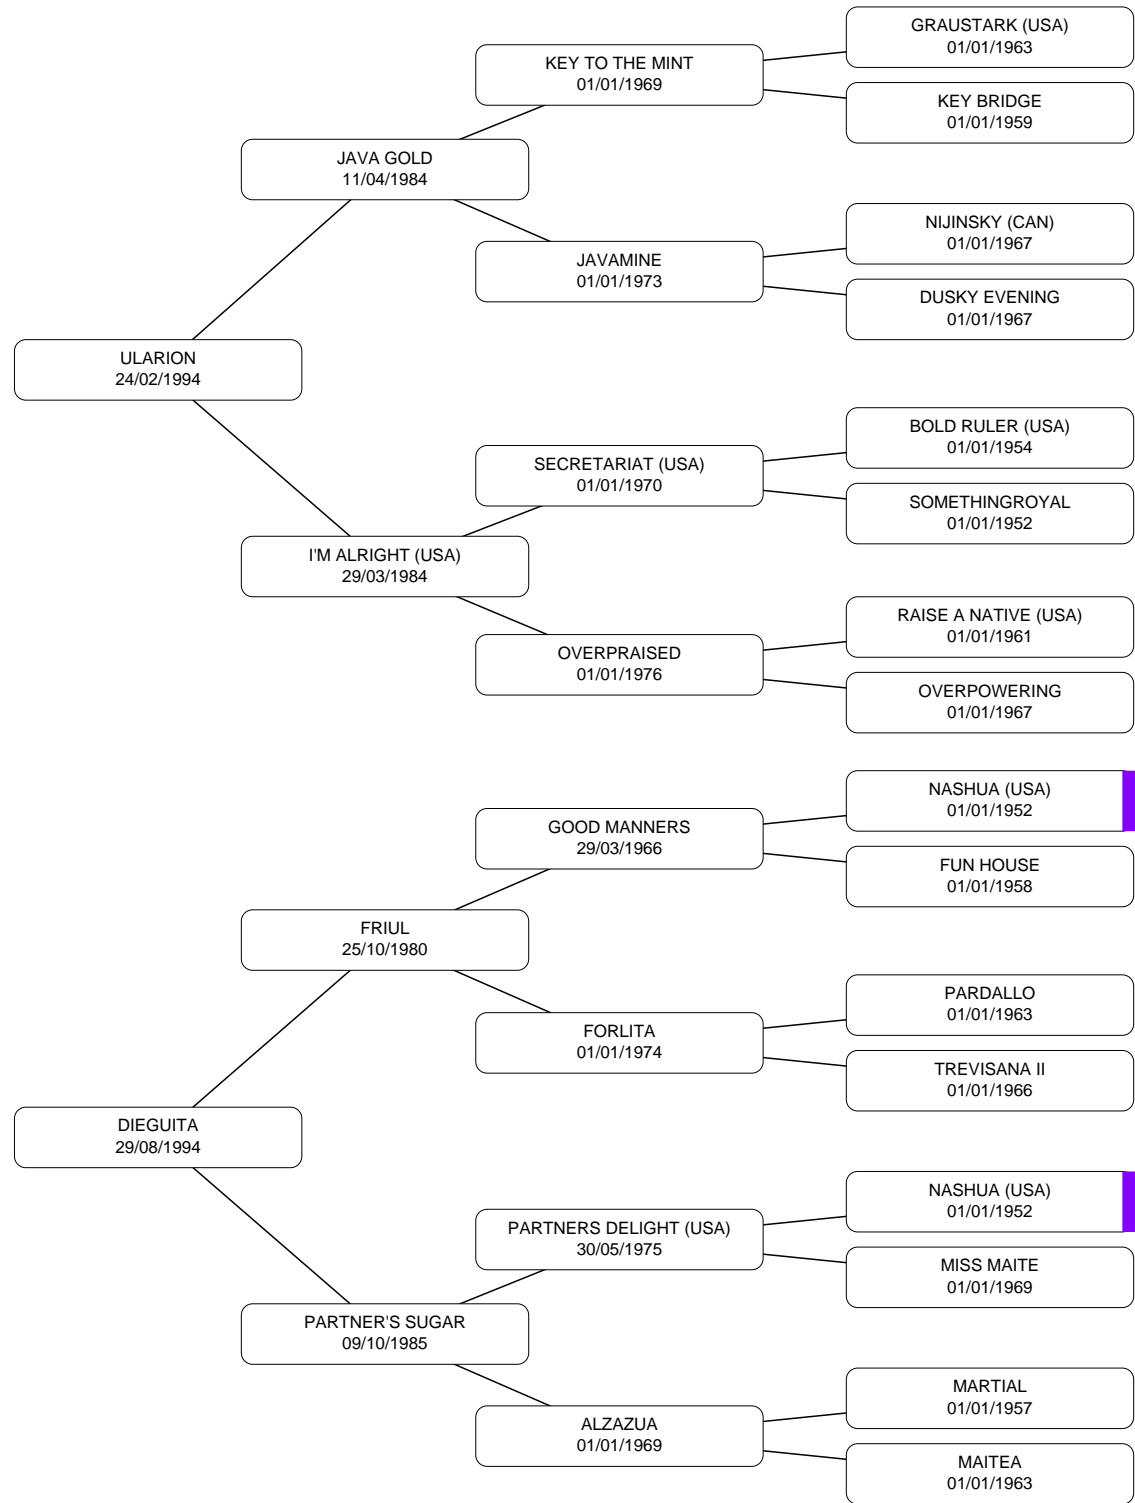 GRAUSTARK (USA)
01/01/1963
KEY TO THE MINT
01/01/1969
KEY BRIDGE
01/01/1959
JAVA GOLD
11/04/1984
NIJINSKY (CAN)
01/01/1967
JAVAMINE
01/01/1973
DUSKY EVENING
01/01/1967
ULARION
24/02/1994
BOLD RULER (USA)
01/01/1954
SECRETARIAT (USA)
01/01/1970
SOMETHINGROYAL
01/01/1952
I'M ALRIGHT (USA)
29/03/1984
RAISE A NATIVE (USA)
01/01/1961
OVERPRAISED
01/01/1976
OVERPOWERING
01/01/1967
NASHUA (USA)
01/01/1952
GOOD MANNERS
29/03/1966
FUN HOUSE
01/01/1958
FRIUL
25/10/1980
PARDALLO
01/01/1963
FORLITA
01/01/1974
TREVISANA II
01/01/1966
DIEGUITA
29/08/1994
NASHUA (USA)
01/01/1952
PARTNERS DELIGHT (USA)
30/05/1975
MISS MAITE
01/01/1969
PARTNER'S SUGAR
09/10/1985
MARTIAL
01/01/1957
ALZAZUA
01/01/1969
MAITEA
01/01/1963